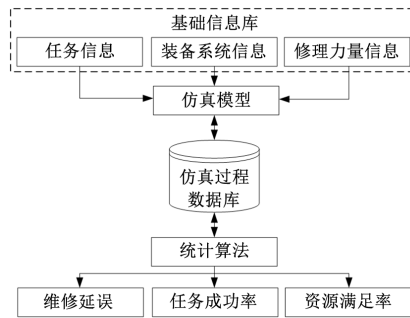 基础信息库
任务信息
装备系统信息
修理力量信息
仿真模型
仿真过程
数据库
统计算法
维修延误
任务成功率
资源满足率